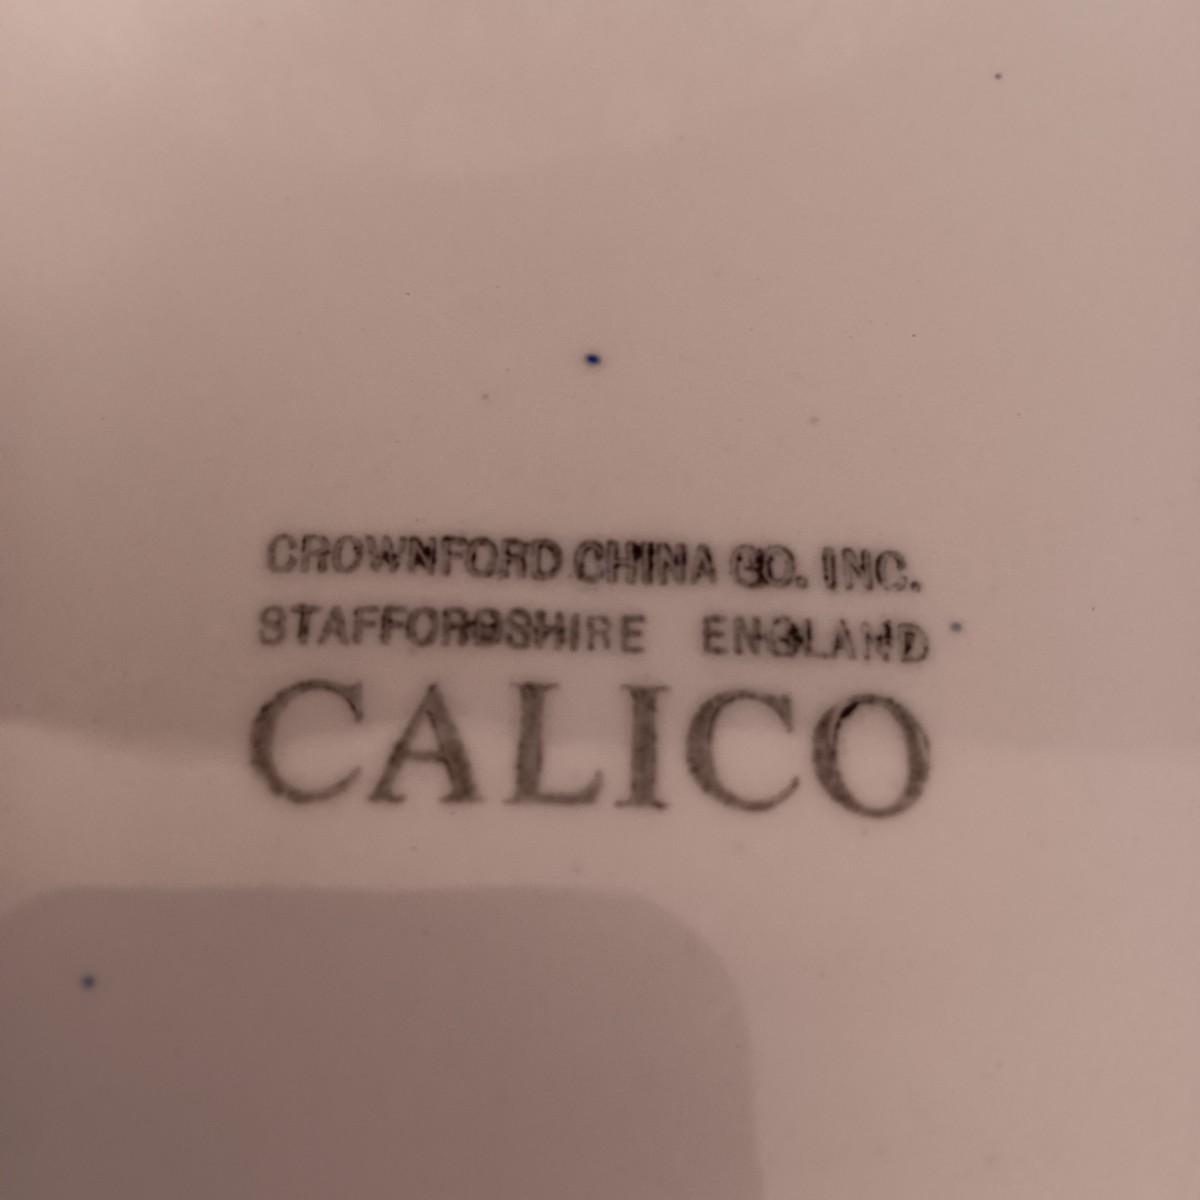 CROWNFORD CHINA CO. INC.
STAFFORDSHIRE ENGLAND
CALICO